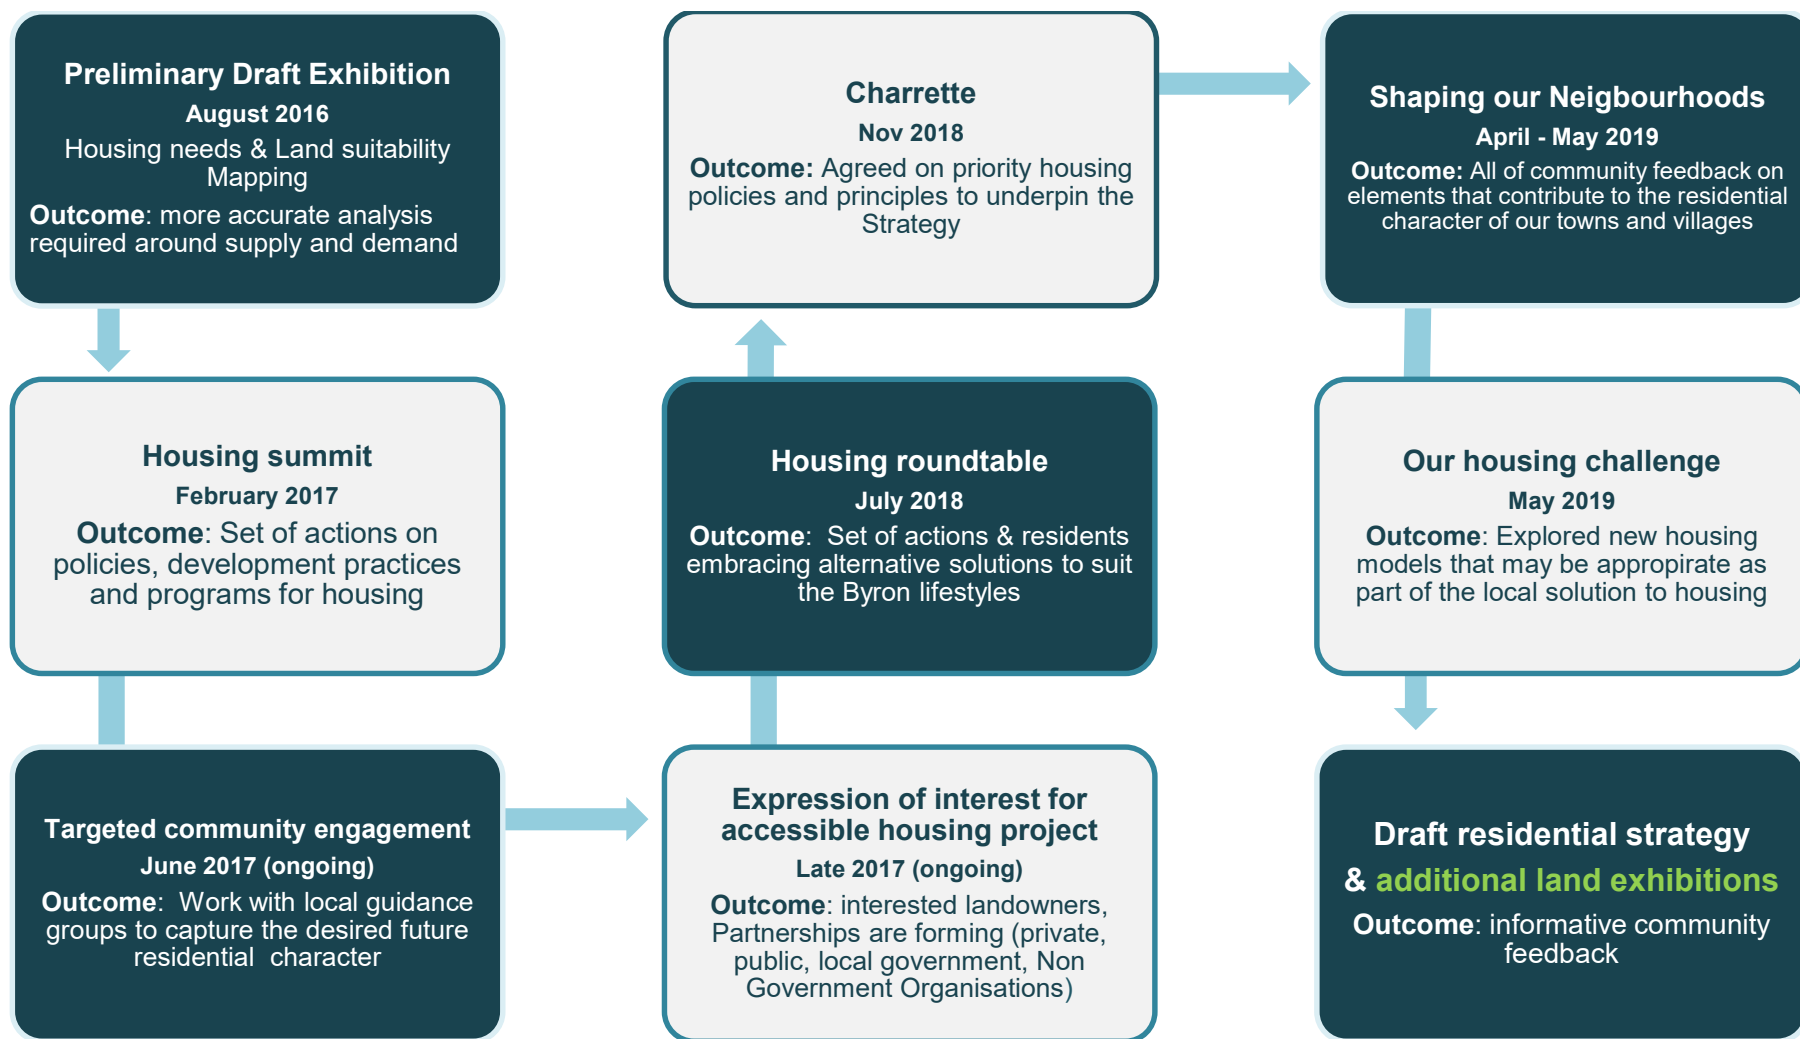 Preliminary Draft Exhibition
August 2016
Housing needs & Land suitability
Mapping
Outcome: more accurate analysis
required around supply and demand
Housing summit
February 2017
Outcome: Set of actions on
policies, development practices
and programs for housing
Targeted community engagement
June 2017 (ongoing)
Outcome: Work with local guidance
groups to capture the desired future
residential character
Expression of interest for
accessible housing project
Late 2017 (ongoing)
Outcome: interested landowners,
Partnerships are forming (private,
public, local government, Non
Government Organisations)
Housing roundtable
July 2018
Outcome: Set of actions & residents
embracing alternative solutions to suit
the Byron lifestyles
Charrette
Nov 2018
Outcome: Agreed on priority housing
policies and principles to underpin the
Strategy
Shaping our Neigbourhoods
April - May 2019
Outcome: All of community feedback on
elements that contribute to the residential
character of our towns and villages
Our housing challenge
May 2019
Outcome: Explored new housing
models that may be appropirate as
part of the local solution to housing
Draft residential strategy
& additional land exhibitions
Outcome: informative community
feedback